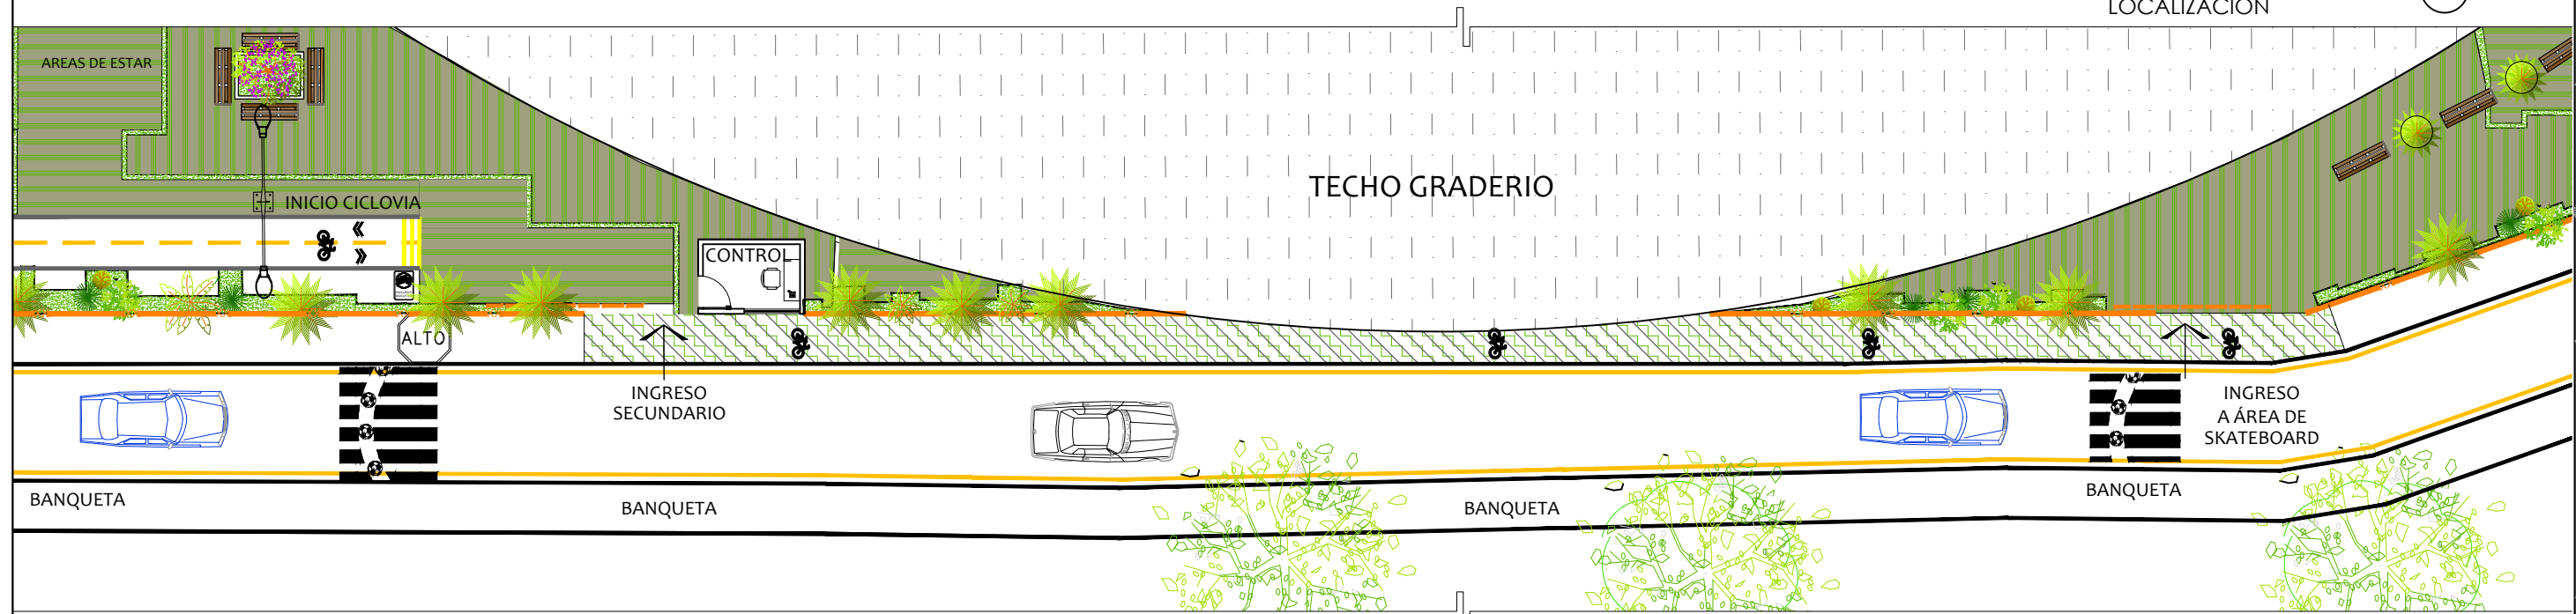 LOCALIZACION
AREAS DE ESTAR
TECHO GRADERIO
INICIO CICLOVIA
CONTROL
ALTO
INGRESO
SECUNDARIO
INGRESO
A ÁREA DE
SKATEBOARD
BANQUETA
BANQUETA
BANQUETA
BANQUETA